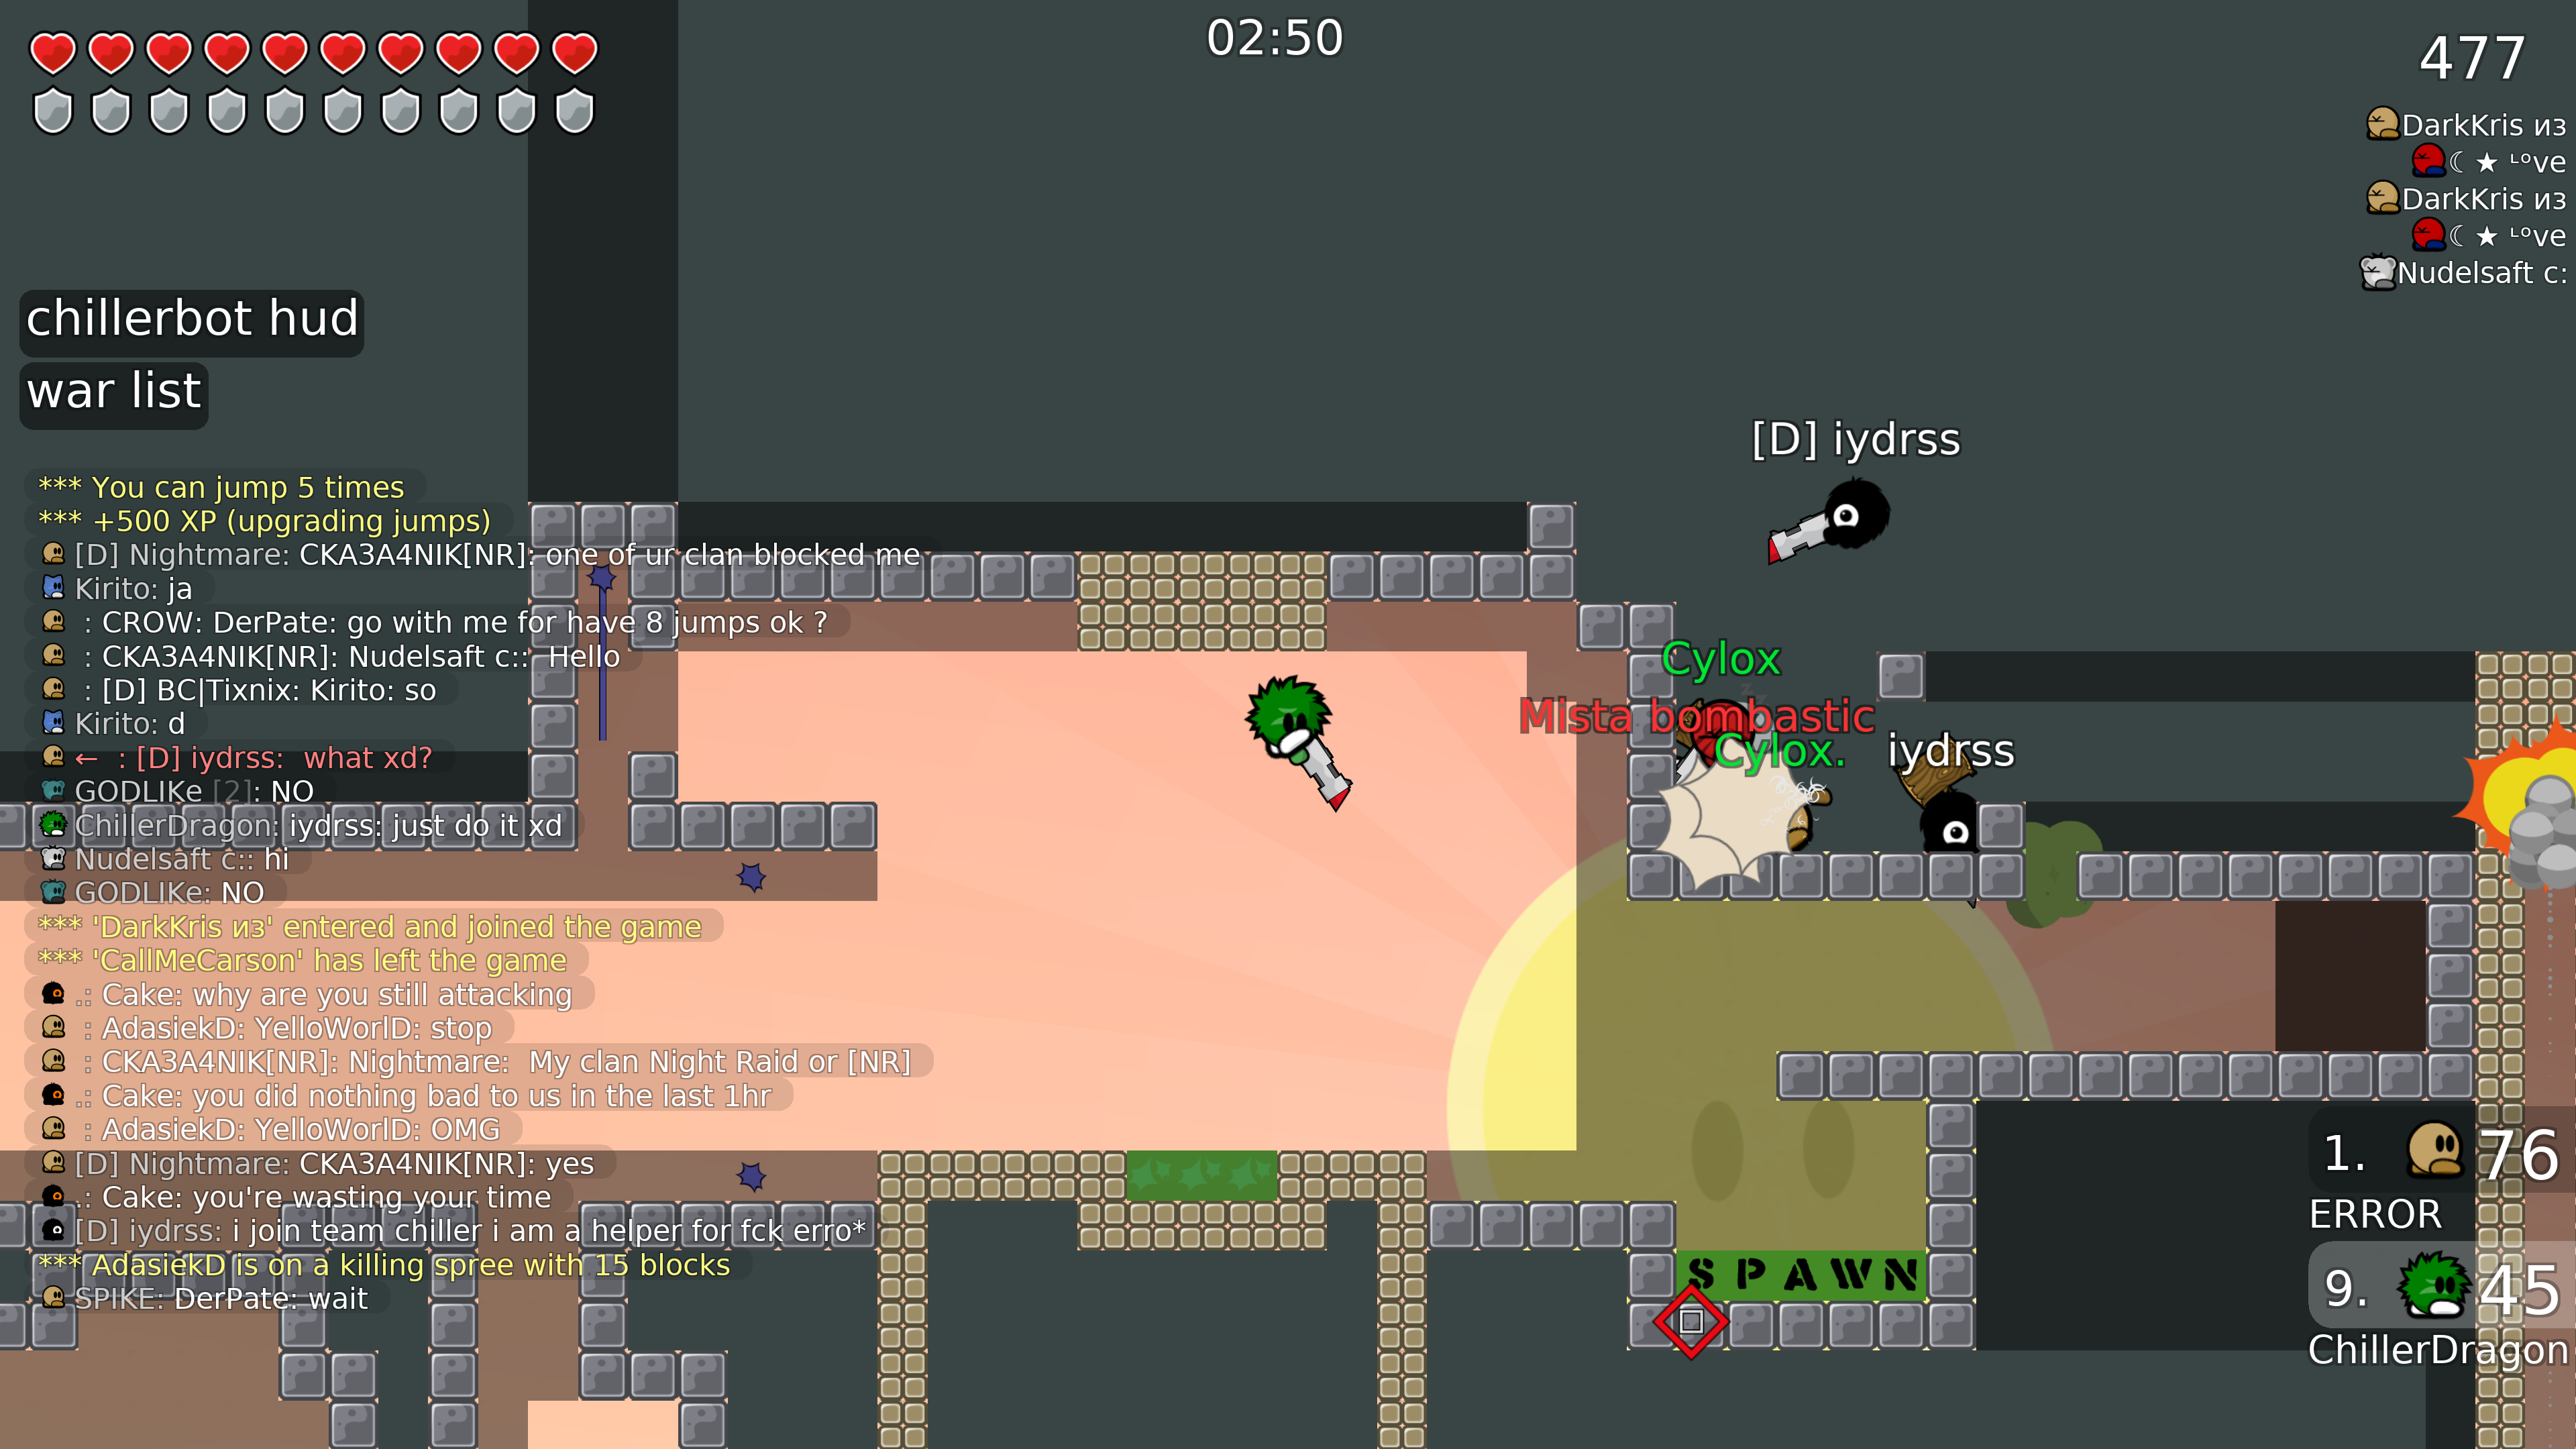 02:50
477
DarkKris из
☾ ★ ᴸᵒve
DarkKris из
☾ ★ ᴸᵒve
Nudelsaft c:
chillerbot hud
war list
*** You can jump 5 times
*** +500 XP (upgrading jumps)
[D] Nightmare: CKA3A4NIK[NR]: one of ur clan blocked me
Kirito: ja
: CROW: DerPate: go with me for have 8 jumps ok ?
: CKA3A4NIK[NR]: Nudelsaft c::  Hello
: [D] BC|Tixnix: Kirito: so
Kirito: d
←  : [D] iydrss:  what xd?
GODLIKe [2]: NO
ChillerDragon: iydrss: just do it xd
Nudelsaft c:: hi
GODLIKe: NO
*** 'DarkKris из' entered and joined the game
*** 'CallMeCarson' has left the game
.: Cake: why are you still attacking
: AdasiekD: YelloWorlD: stop
: CKA3A4NIK[NR]: Nightmare:  My clan Night Raid or [NR]
.: Cake: you did nothing bad to us in the last 1hr
: AdasiekD: YelloWorlD: OMG
[D] Nightmare: CKA3A4NIK[NR]: yes
.: Cake: you're wasting your time
[D] iydrss: i join team chiller i am a helper for fck erro*
*** AdasiekD is on a killing spree with 15 blocks
SPIKE: DerPate: wait
[D] iydrss
Cylox
Mista bombastic
Cylox.
iydrss
SPAWN
1. 76
ERROR
9. 45
ChillerDragon